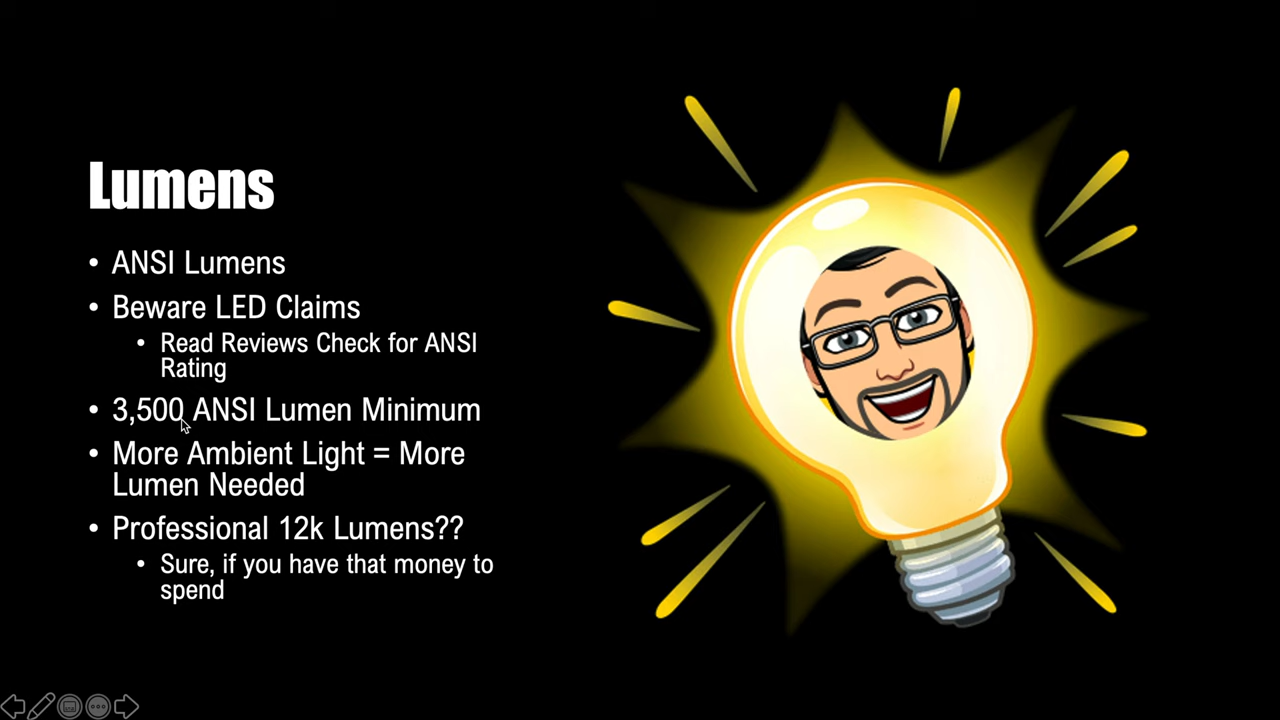 Lumens
• ANSI Lumens
• Beware LED Claims
• Read Reviews Check for ANSI
Rating
• 3,500 ANSI Lumen Minimum
• More Ambient Light = More
Lumen Needed
• Professional 12k Lumens??
• Sure, if you have that money to
spend